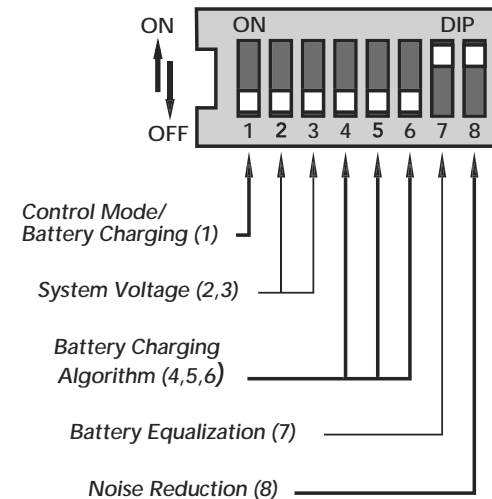 ON
ON DIP
OFF
1 2 3 4 5 6 7 8
Control Mode/
Battery Charging (1)
System Voltage (2,3)
Battery Charging
Algorithm (4,5,6)
Battery Equalization (7)
Noise Reduction (8)